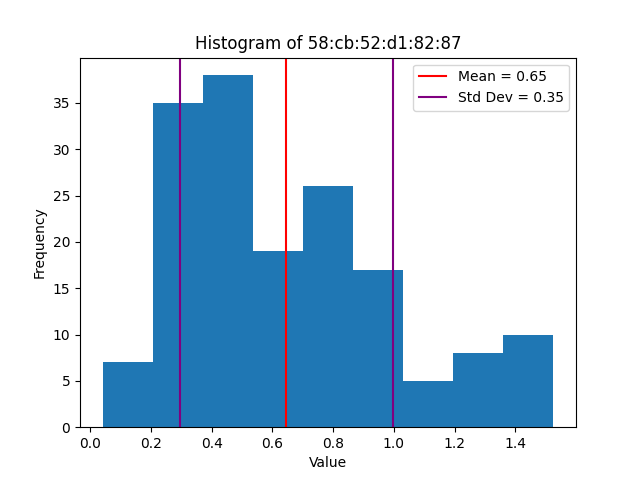 Histogram of 58:cb:52:d1:82:87
Mean = 0.65
Std Dev = 0.35
Frequency
35
30
25
20
15
10
5
0
0.0 0.2 0.4 0.6 0.8 1.0 1.2 1.4
Value